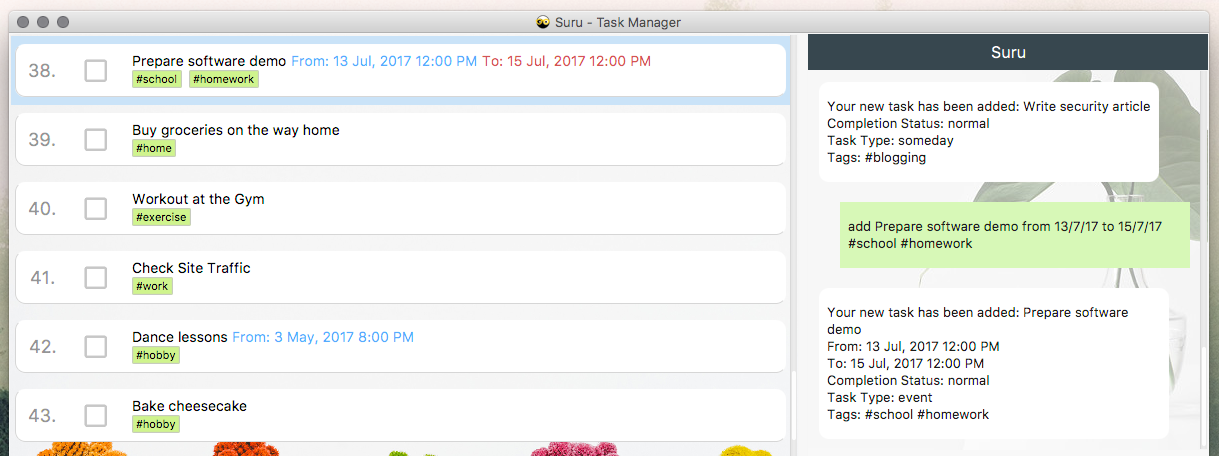 Suru - Task Manager
38. Prepare software demo From: 13 Jul, 2017 12:00 PM To: 15 Jul, 2017 12:00 PM
#school #homework
39. Buy groceries on the way home
#home
40. Workout at the Gym
#exercise
41. Check Site Traffic
#work
42. Dance lessons From: 3 May, 2017 8:00 PM
#hobby
43. Bake cheesecake
#hobby
Suru
Your new task has been added: Write security article
Completion Status: normal
Task Type: someday
Tags: #blogging
add Prepare software demo from 13/7/17 to 15/7/17
#school #homework
Your new task has been added: Prepare software
demo
From: 13 Jul, 2017 12:00 PM
To: 15 Jul, 2017 12:00 PM
Completion Status: normal
Task Type: event
Tags: #school #homework